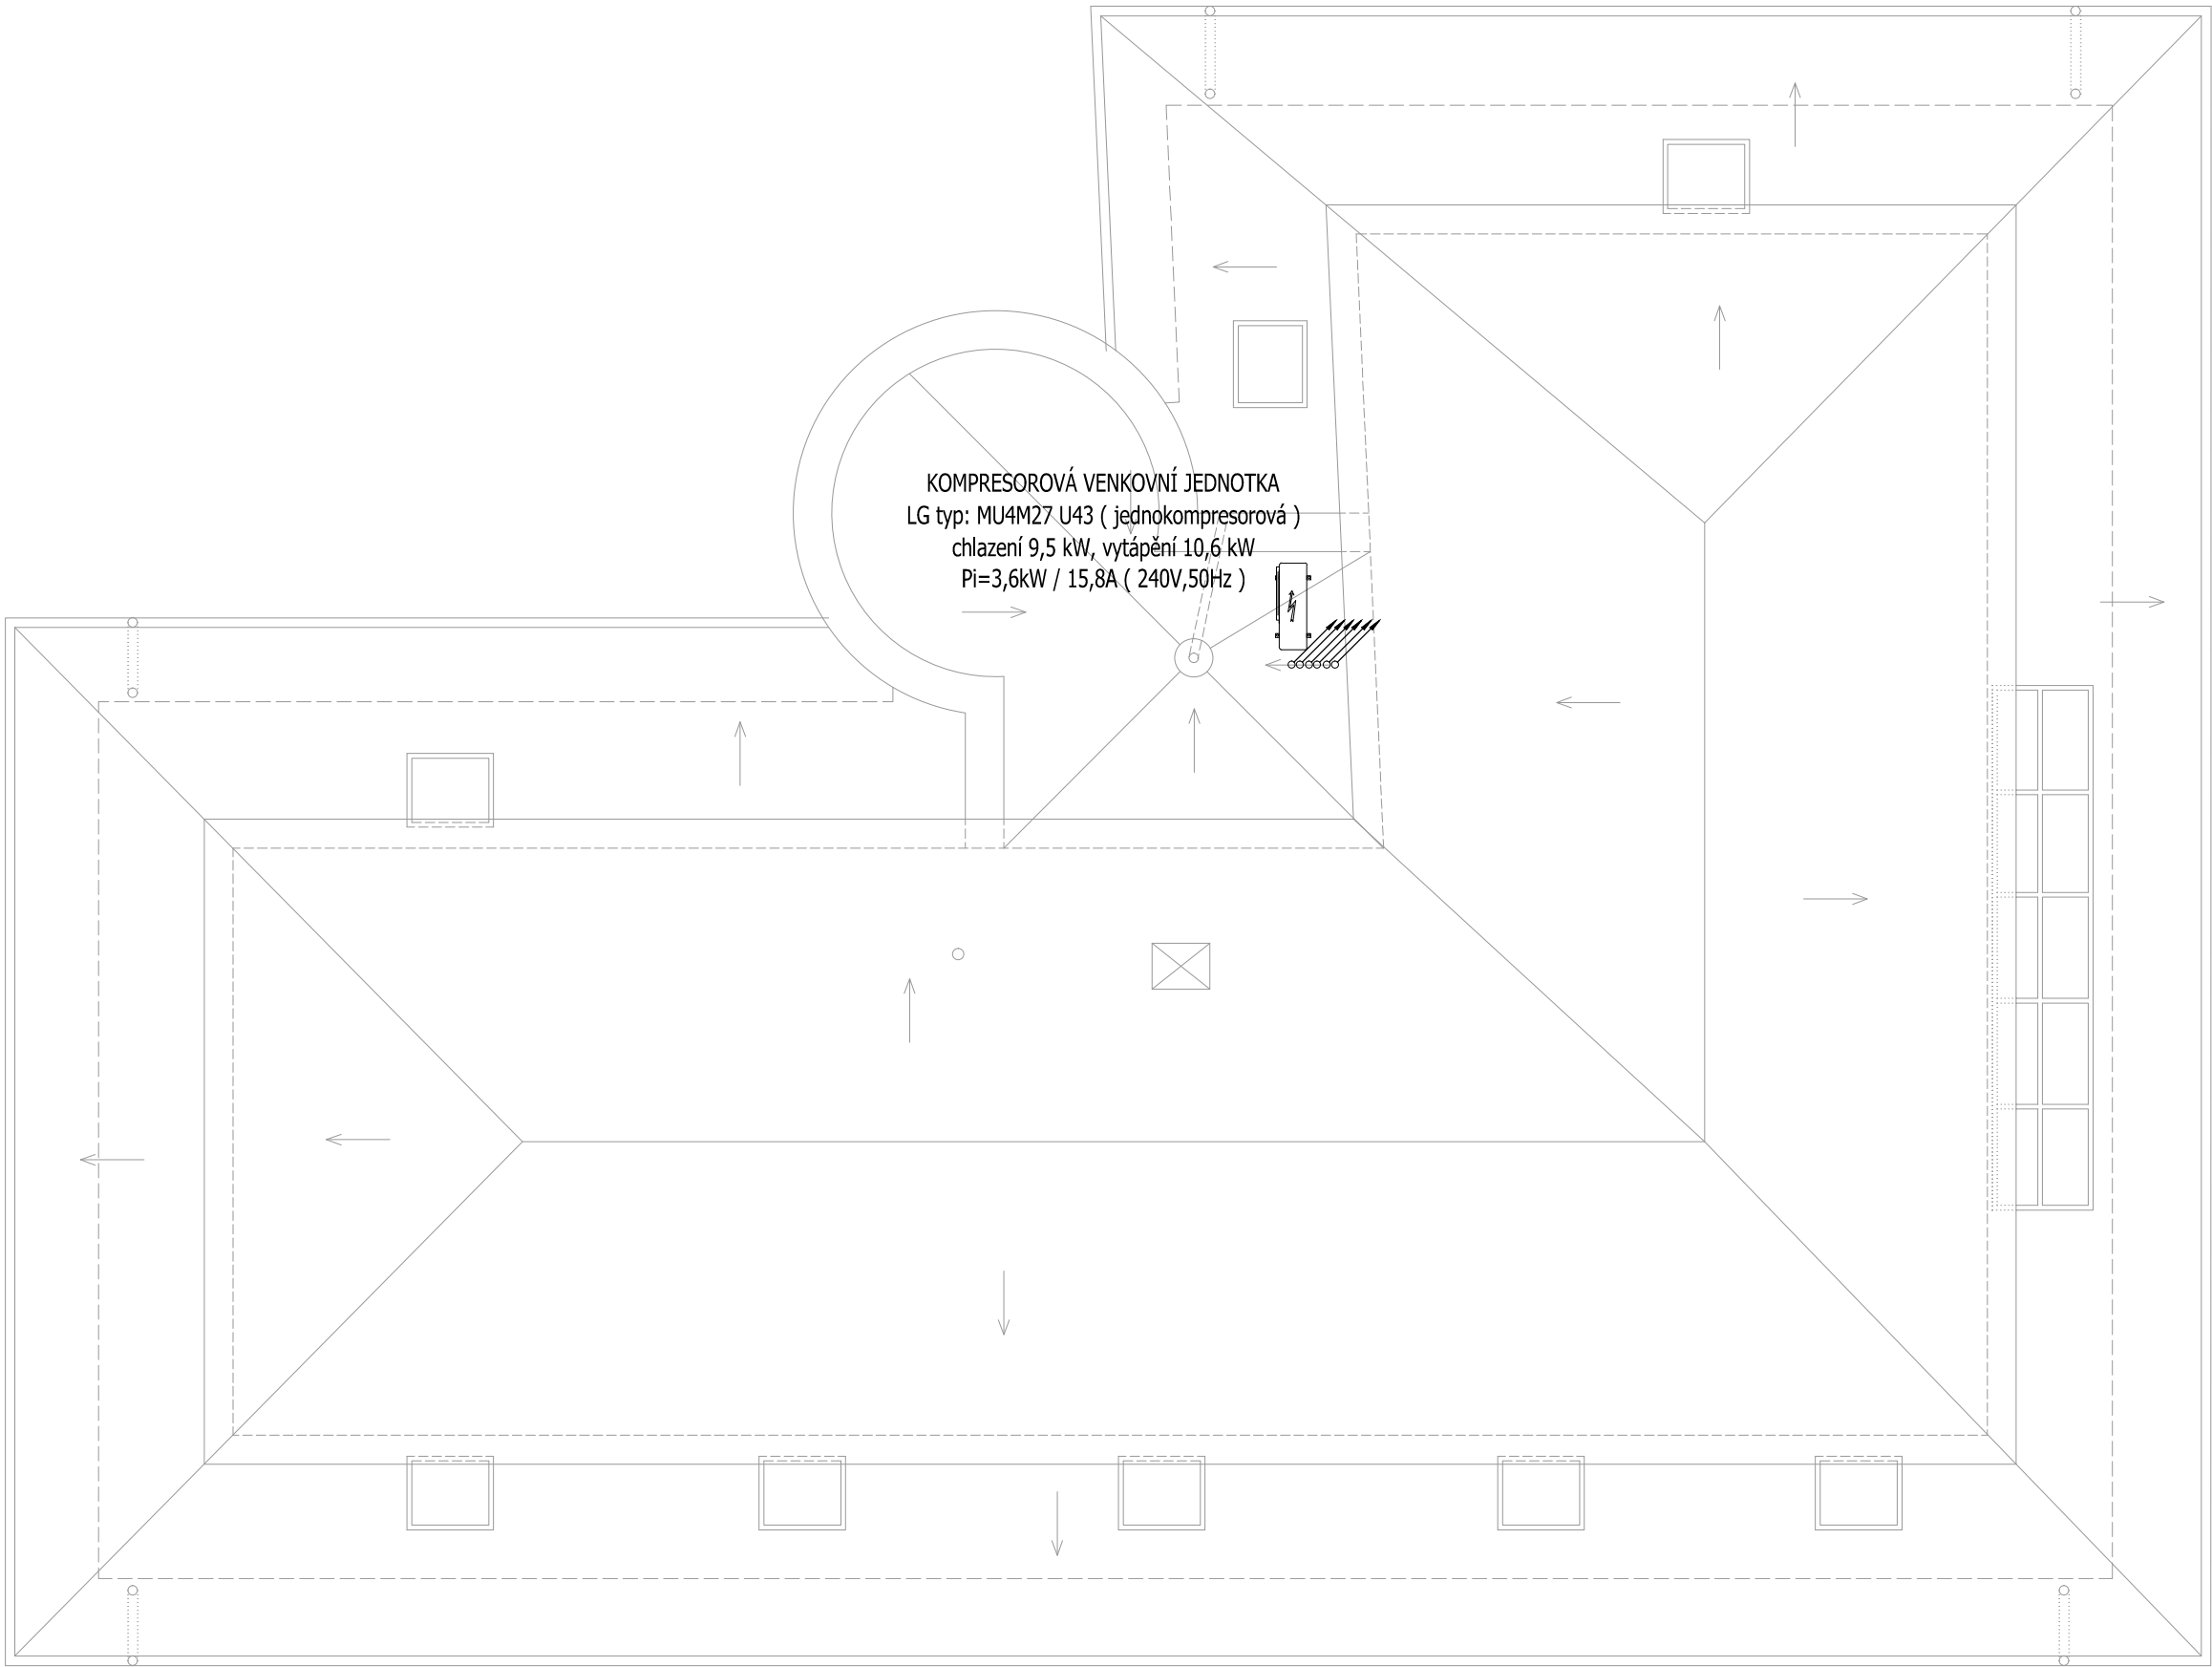 KOMPRESOROVÁ VENKOVNÍ JEDNOTKA
LG typ: MU4M27 U43 ( jednokompresorová )
chlazení 9,5 kW, vytápění 10,6 kW
Pi=3,6kW / 15,8A ( 240V,50Hz )